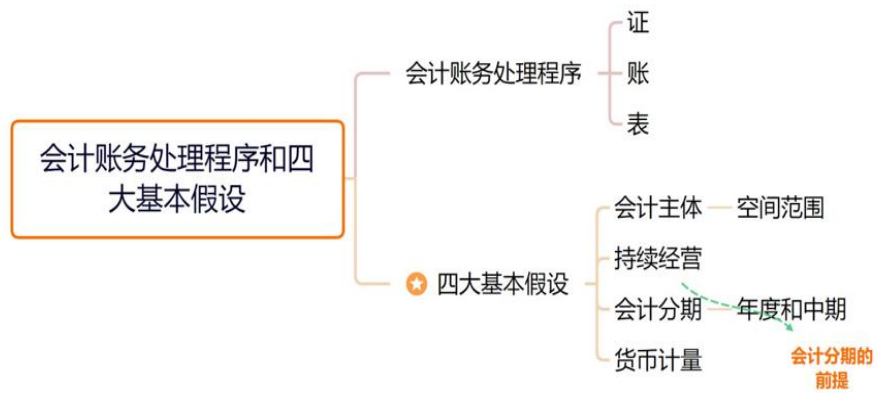 会计账务处理程序和四
大基本假设
会计账务处理程序
证
账
表
四大基本假设
会计主体
空间范围
持续经营
会计分期
年度和中期
会计分期的
前提
货币计量